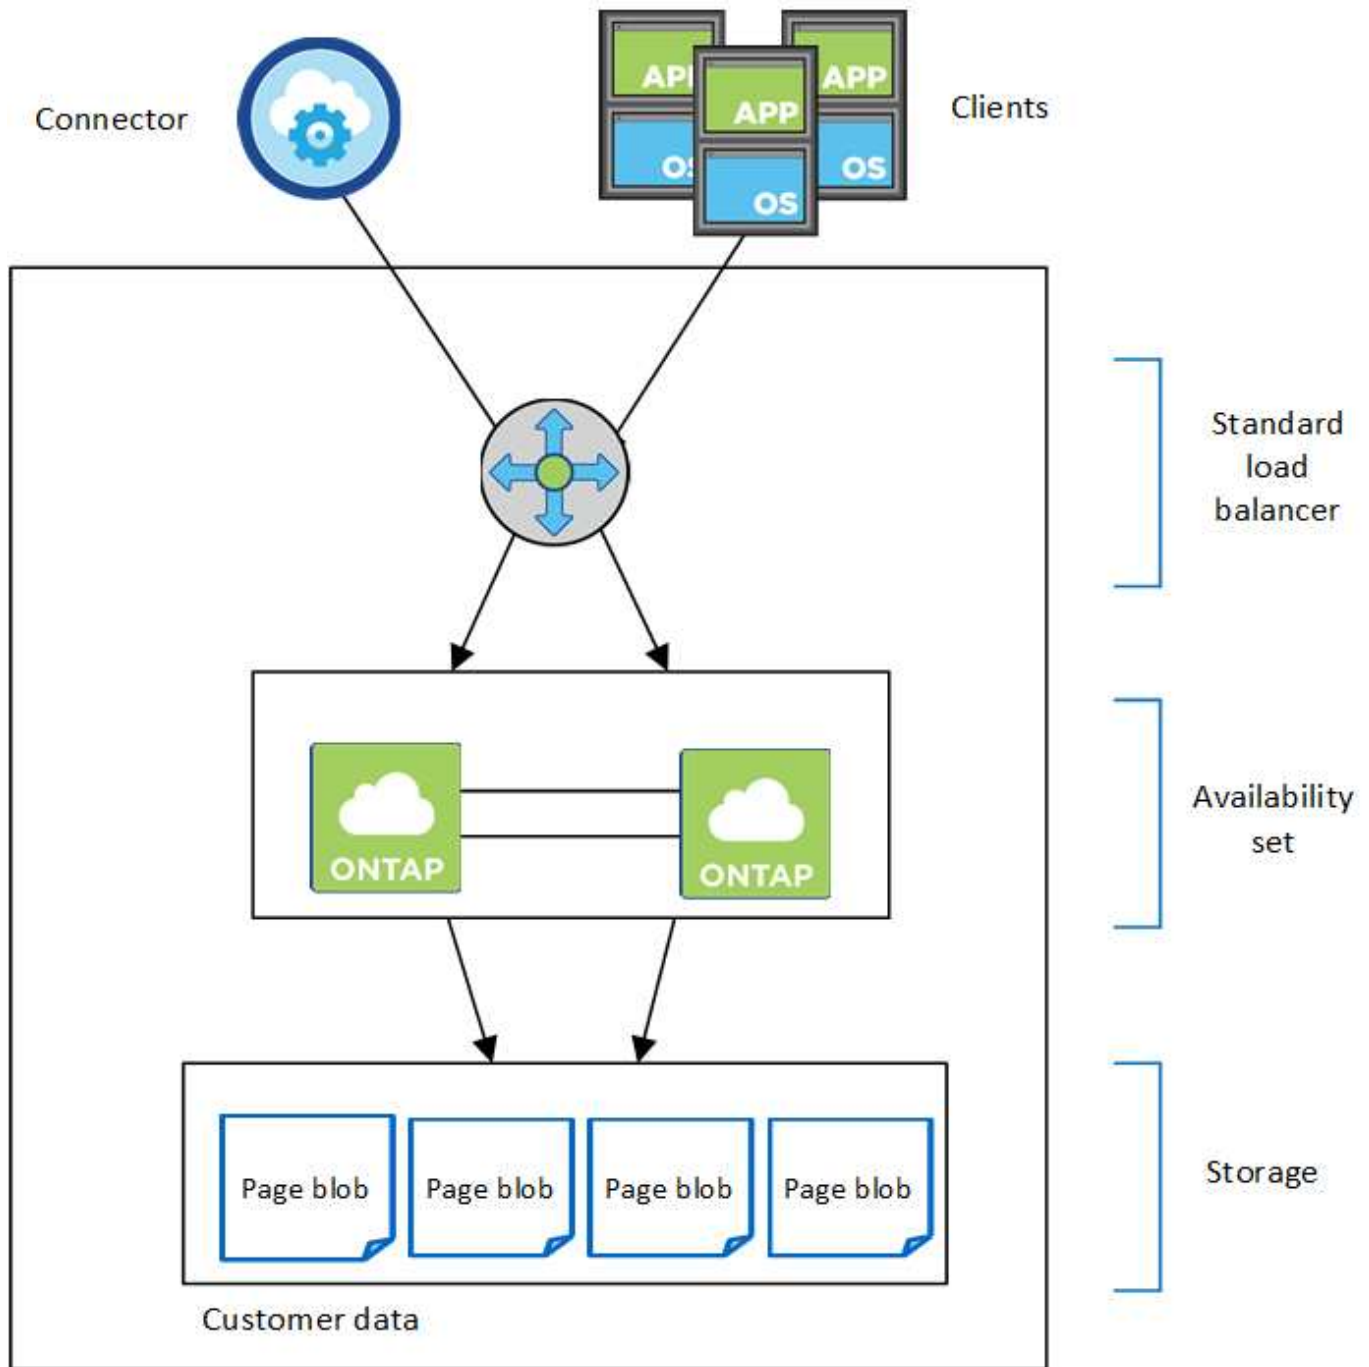 Connector
APP
APP
APP
OS
OS
OS
Clients
Standard
load
balancer
ONTAP
ONTAP
Availability
set
Page blob
Page blob
Page blob
Page blob
Storage
Customer data